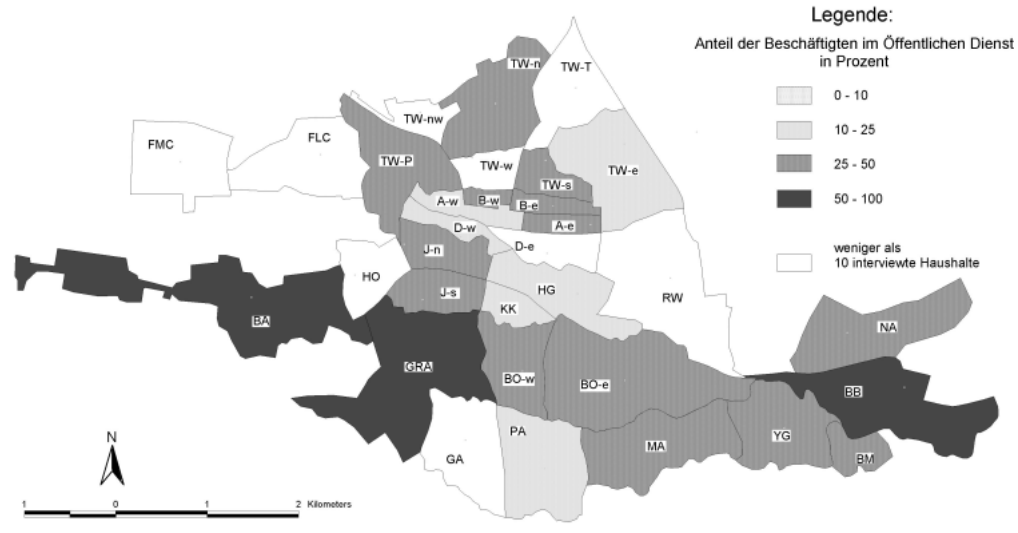 Legende:
Anteil der Beschäftigten im Öffentlichen Dienst
in Prozent
0 - 10
10 - 25
25 - 50
50 - 100
weniger als
10 interviewte Haushalte
TW-n
TW-T
TW-nw
FMC
FLC
TW-P
TW-w
TW-e
TW-s
A-w
B-w
B-e
D-w
A-e
J-n
D-e
HO
HG
J-s
RW
KK
BA
NA
GRA
BO-w
BO-e
BB
PA
GA
MA
YG
BM
N
1 0 1 2 Kilometers